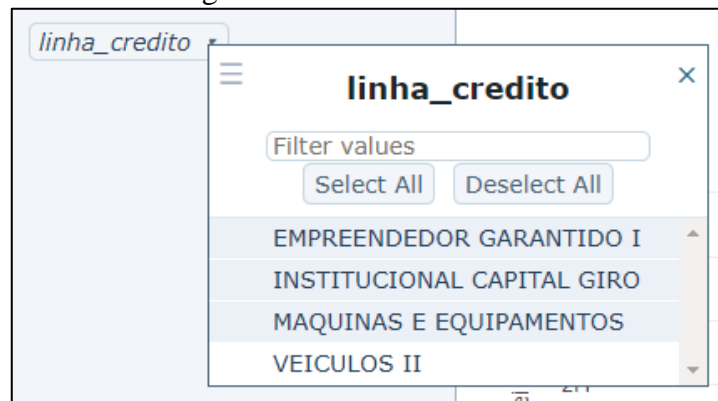 linha_credito
linha_credito
×
Filter values
Select All Deselect All
EMPREENDEDOR GARANTIDO I
INSTITUCIONAL CAPITAL GIRO
MAQUINAS E EQUIPAMENTOS
VEICULOS II